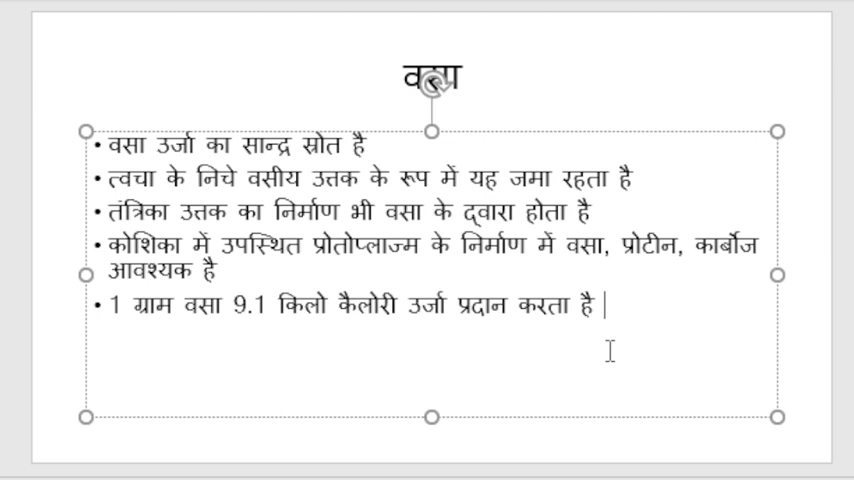 वसा
• वसा उर्जा का सान्द्र स्रोत है
• त्वचा के निचे वसीय उत्तक के रूप में यह जमा रहता है
• तंत्रिका उत्तक का निर्माण भी वसा के द्वारा होता है
• कोशिका में उपस्थित प्रोतोप्लाज्म के निर्माण में वसा, प्रोटीन, कार्बोज
आवश्यक है
• 1 ग्राम वसा 9.1 किलो कैलोरी उर्जा प्रदान करता है